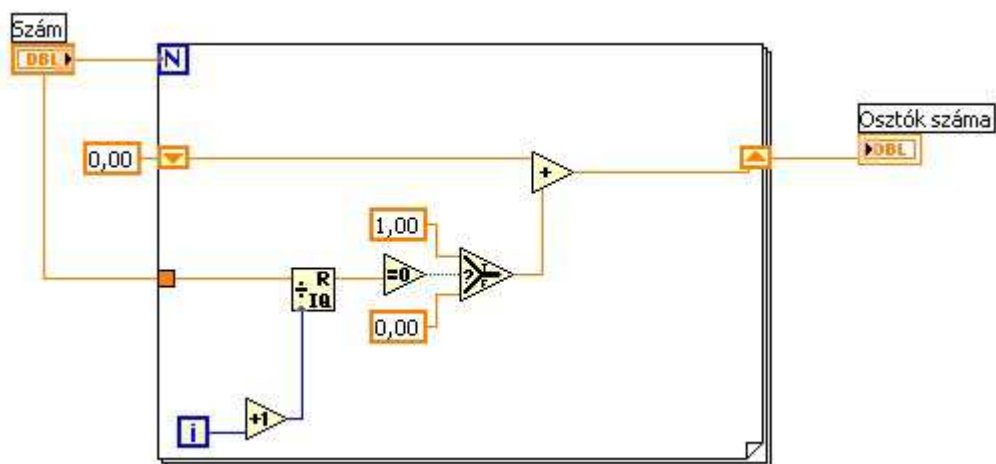 Szám
DBL
N
Osztók száma
DBL
0,00
+
1,00
=0
?
T
F
÷
R
IQ
0,00
+1
i